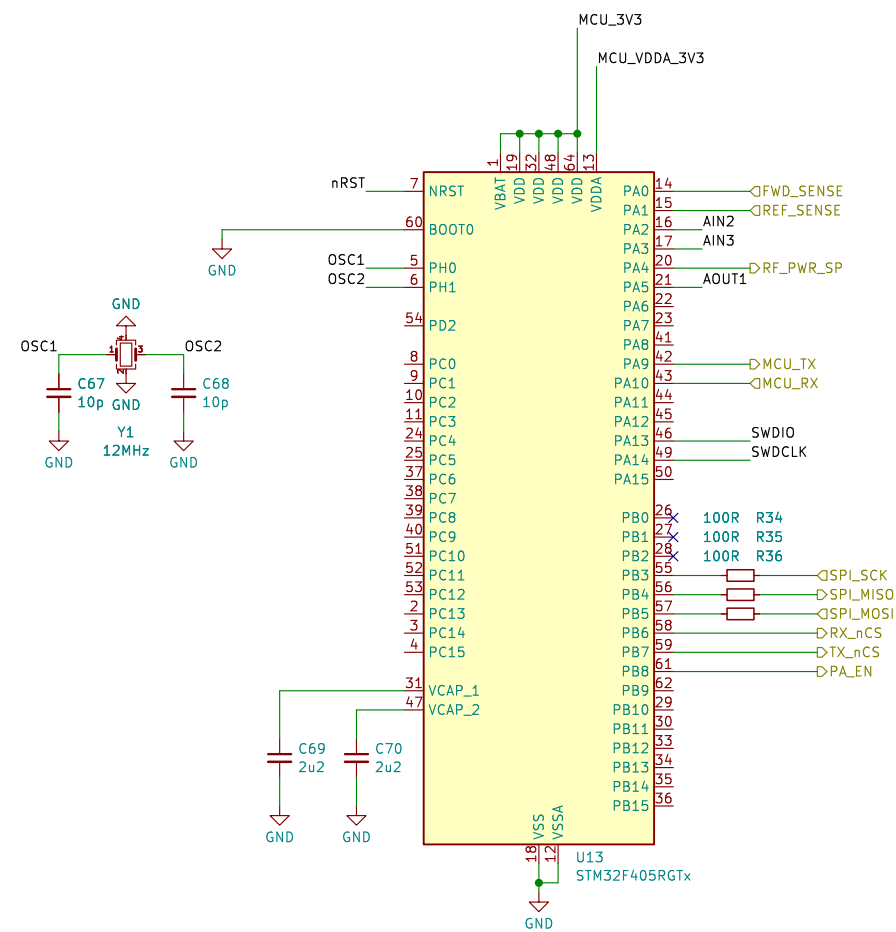 MCU_3V3
MCU_VDDA_3V3
1 19 32 48 64 13
VBAT VDD VDD VDD VDD VDDA
nRST 7 NRST
60 BOOT0
GND
OSC1 5 PH0
OSC2 6 PH1
54 PD2
8 PC0
9 PC1
10 PC2
11 PC3
24 PC4
25 PC5
37 PC6
38 PC7
39 PC8
40 PC9
51 PC10
52 PC11
53 PC12
2 PC13
3 PC14
4 PC15
31 VCAP_1
47 VCAP_2
PA0 14 FWD_SENSE
PA1 15 REF_SENSE
PA2 16 AIN2
PA3 17 AIN3
PA4 20 RF_PWR_SP
PA5 21 AOUT1
PA6 22
PA7 23
PA8 41
PA9 42 MCU_TX
PA10 43 MCU_RX
PA11 44
PA12 45
PA13 46 SWDIO
PA14 49 SWDCLK
PA15 50
PB0 26 100R R34
PB1 27 100R R35
PB2 28 100R R36
PB3 55 SPI_SCK
PB4 56 SPI_MISO
PB5 57 SPI_MOSI
PB6 58 RX_nCS
PB7 59 TX_nCS
PB8 61 PA_EN
PB9 62
PB10 29
PB11 30
PB12 33
PB13 34
PB14 35
PB15 36
GND
OSC1 1 4 3 OSC2
2
C67
10p
GND
C68
10p
Y1
12MHz
GND
GND
C69
2u2
C70
2u2
GND
GND
VSS VSSA
18 12
U13
STM32F405RGTx
GND